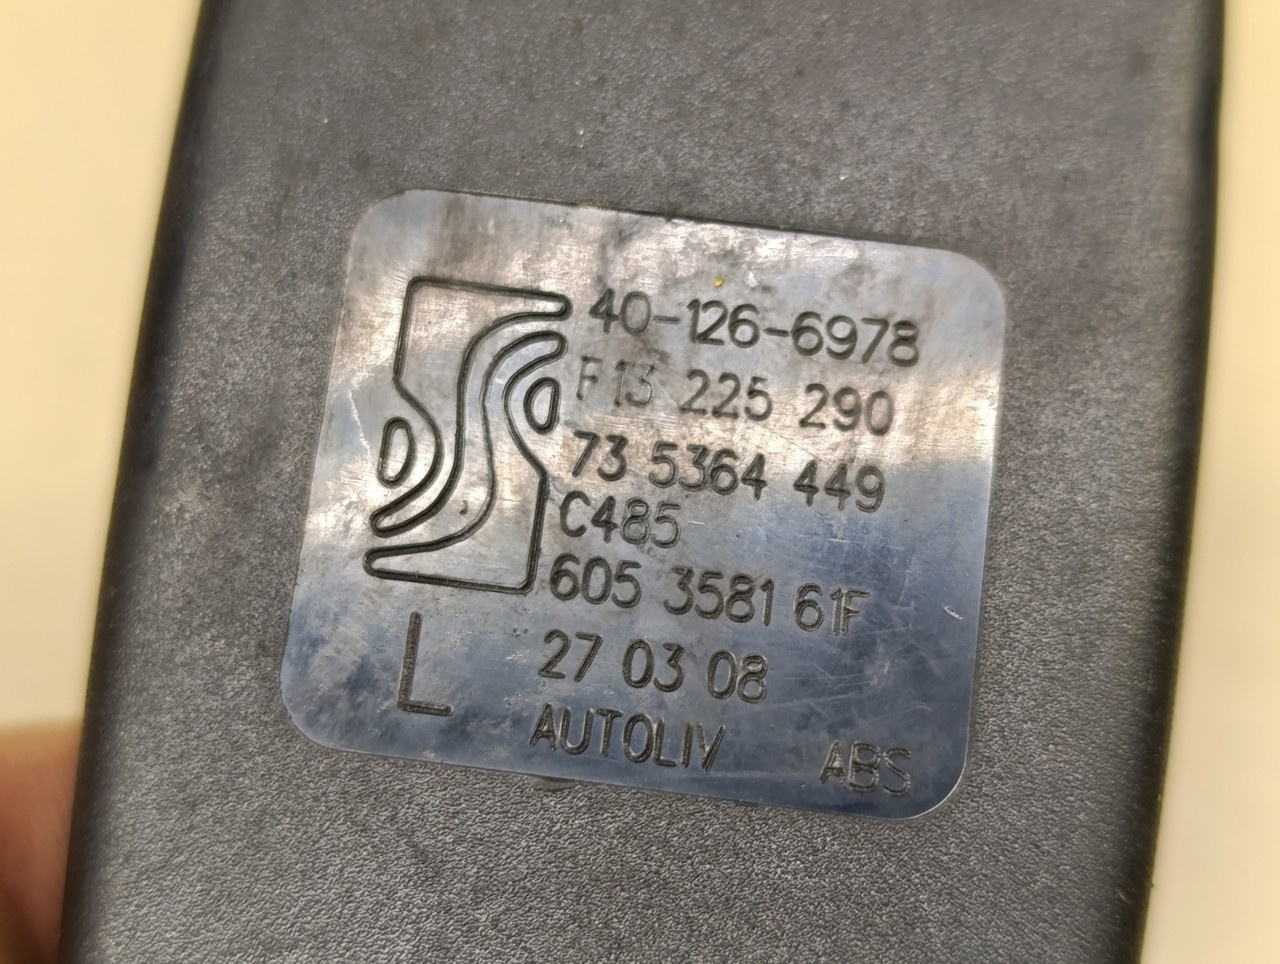 40-126-6978
F13 225 290
73 5364 449
C485
605 3581 61F
L
27 03 08
AUTOLIV ABS